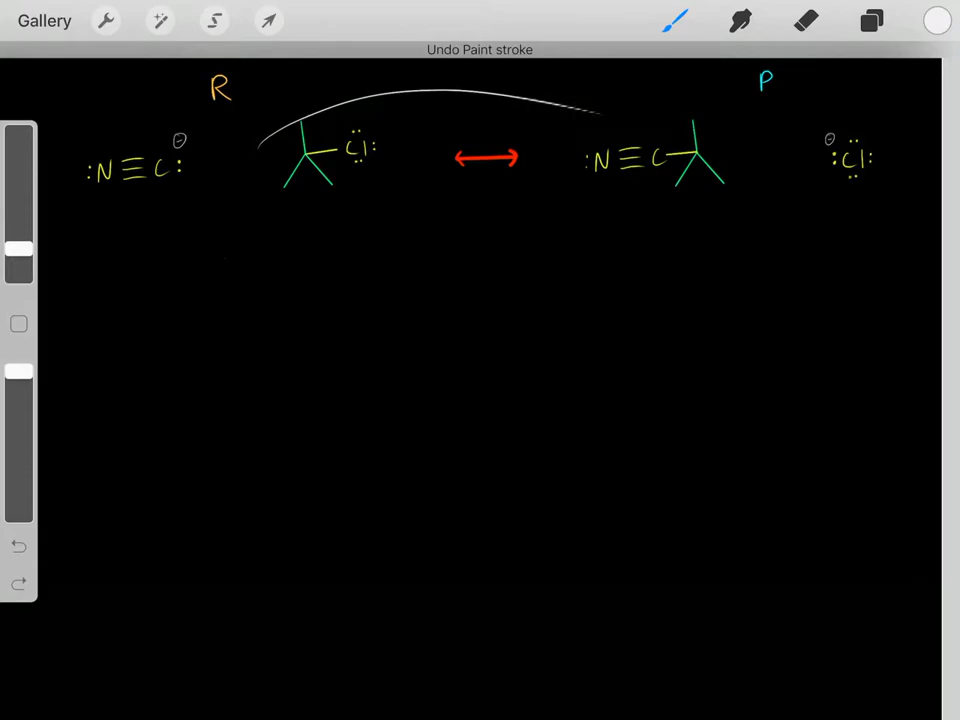 Gallery
Undo Paint stroke
R P
:N≡C:⊖ Cl: ↔ :N≡C ⊖:Cl: